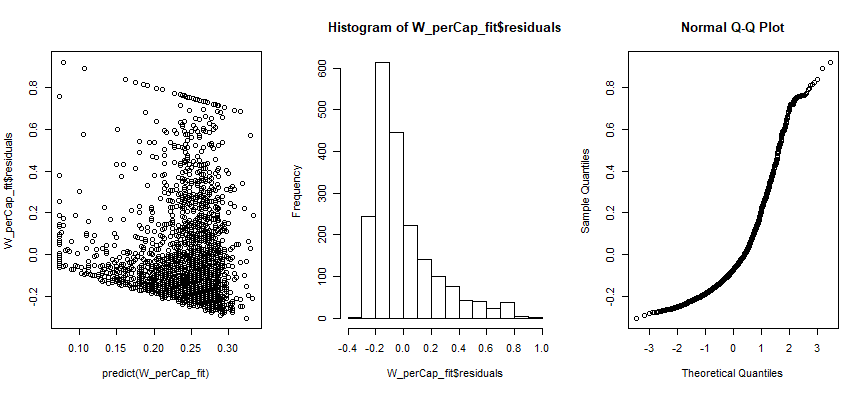 W_perCap_fit$residuals
0.8
0.6
0.4
0.2
0.0
-0.2
0.10 0.15 0.20 0.25 0.30
predict(W_perCap_fit)
Histogram of W_perCap_fit$residuals
Frequency
600
500
400
300
200
100
0
-0.4 -0.2 0.0 0.2 0.4 0.6 0.8 1.0
W_perCap_fit$residuals
Normal Q-Q Plot
Sample Quantiles
0.8
0.6
0.4
0.2
0.0
-0.2
-3 -2 -1 0 1 2 3
Theoretical Quantiles